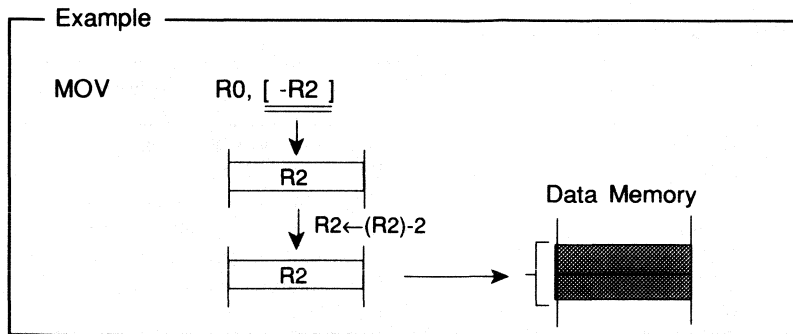 Example
MOV R0, [ -R2 ]
R2
Data Memory
R2←(R2)-2
R2